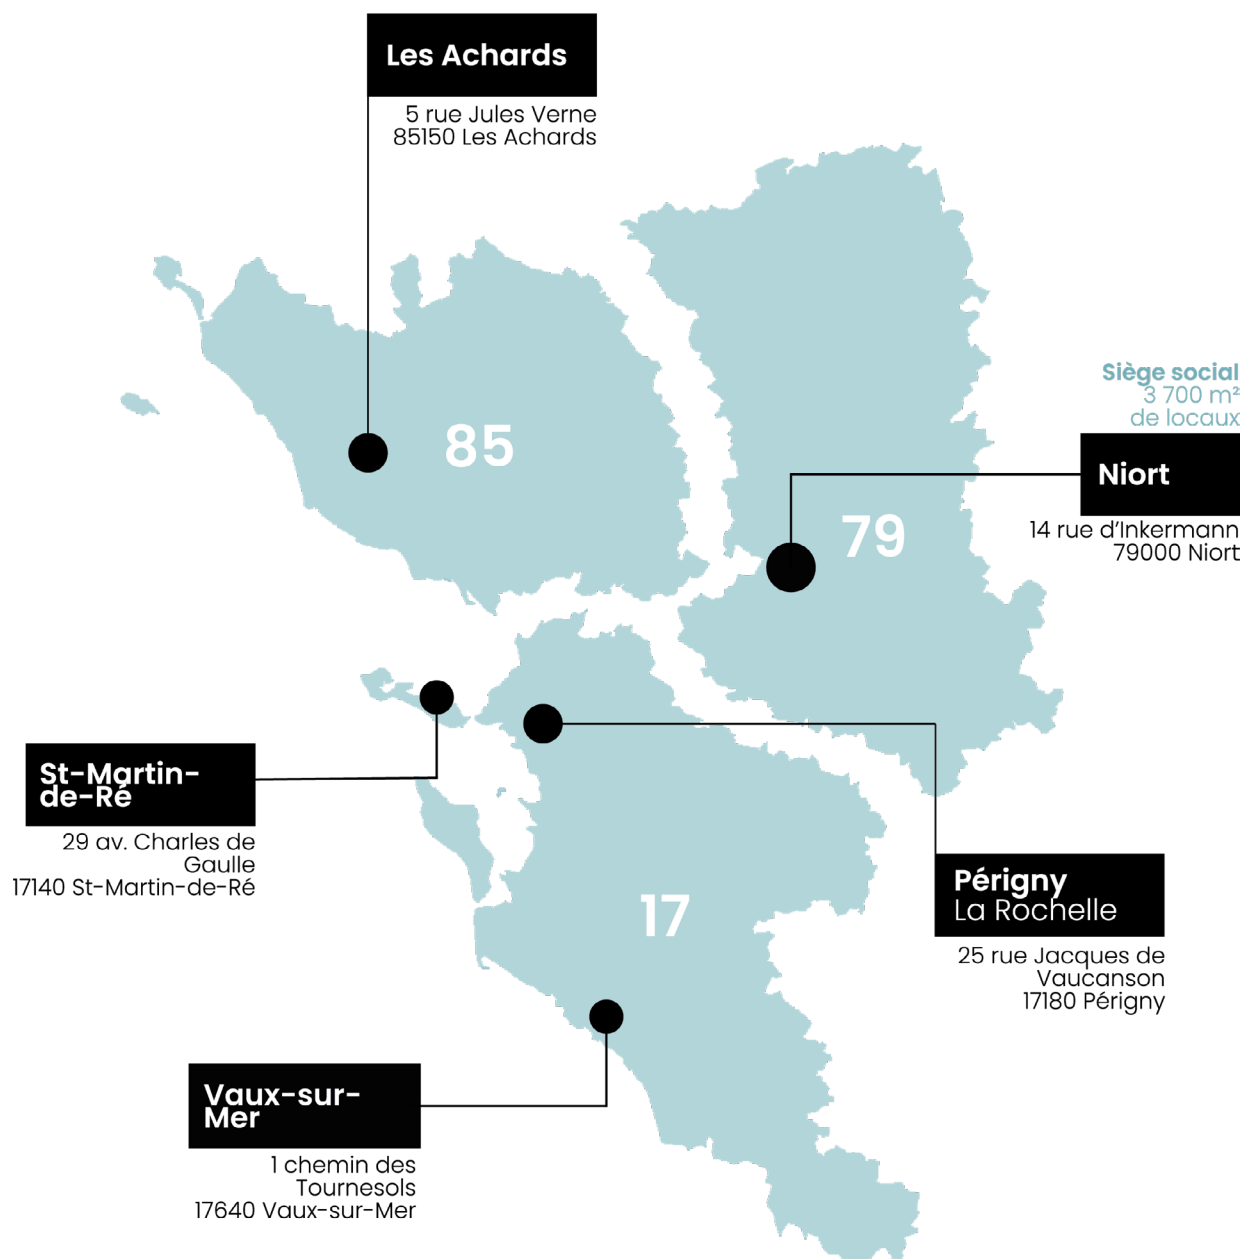 Les Achards
5 rue Jules Verne
85150 Les Achards
85
Siège social
3 700 m²
de locaux
Niort
14 rue d'Inkermann
79000 Niort
79
St-Martin-
de-Ré
29 av. Charles de
Gaulle
17140 St-Martin-de-Ré
17
Périgny
La Rochelle
25 rue Jacques de
Vaucanson
17180 Périgny
Vaux-sur-
Mer
1 chemin des
Tournesols
17640 Vaux-sur-Mer